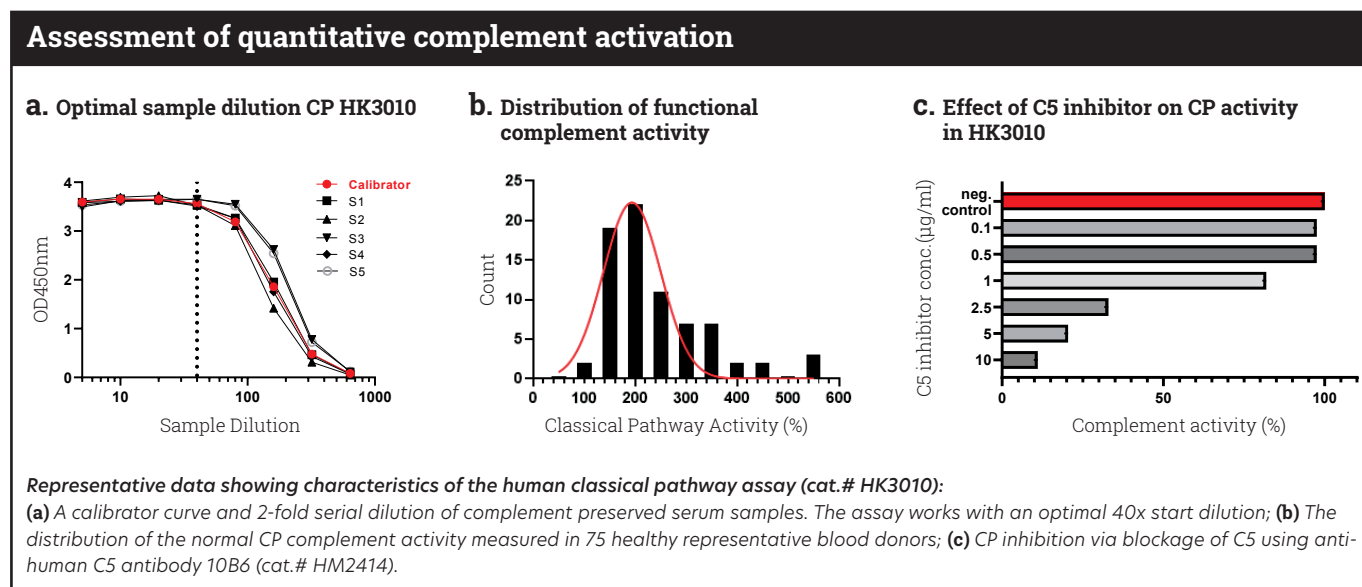 Assessment of quantitative complement activation
a. Optimal sample dilution CP HK3010
4
3
2
1
0
OD450nm
10
100
1000
Sample Dilution
Calibrator
S1
S2
S3
S4
S5
b. Distribution of functional
complement activity
25
20
15
10
5
0
Count
0
100
200
300
400
500
600
Classical Pathway Activity (%)
c. Effect of C5 inhibitor on CP activity
in HK3010
C5 inhibitor conc.(µg/ml)
neg.
control
0.1
0.5
1
2.5
5
10
0
50
100
Complement activity (%)
Representative data showing characteristics of the human classical pathway assay (cat.# HK3010):
(a) A calibrator curve and 2-fold serial dilution of complement preserved serum samples. The assay works with an optimal 40x start dilution; (b) The
distribution of the normal CP complement activity measured in 75 healthy representative blood donors; (c) CP inhibition via blockage of C5 using anti-
human C5 antibody 10B6 (cat.# HM2414).